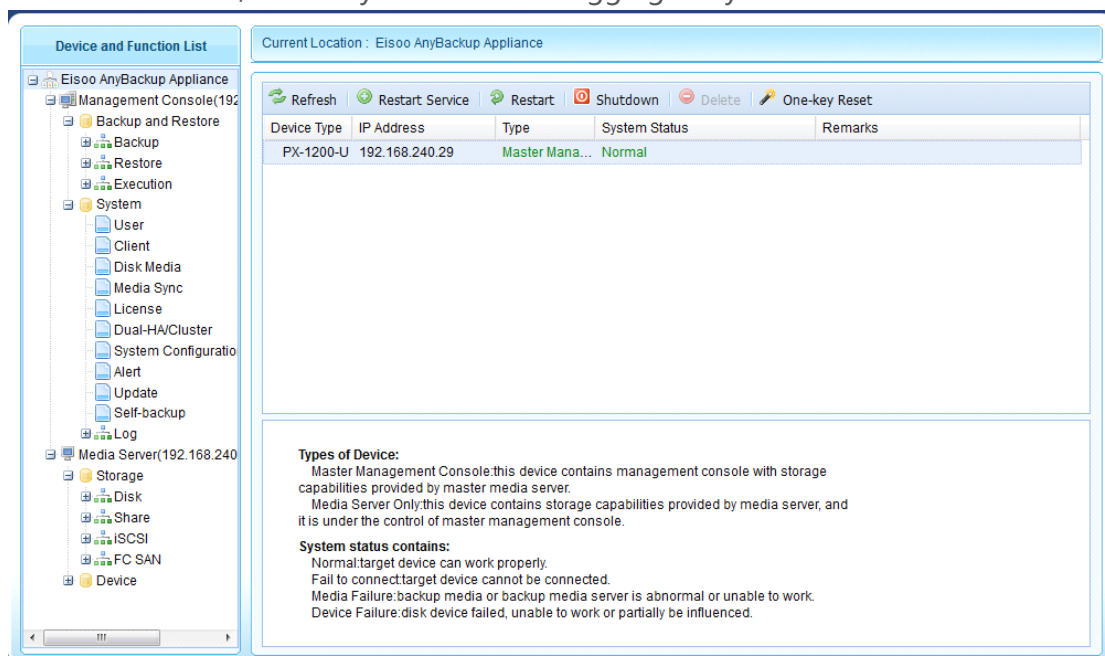 Device and Function List
Current Location : Eisoo AnyBackup Appliance
Eisoo AnyBackup Appliance
Management Console(192
Backup and Restore
Backup
Restore
Execution
System
User
Client
Disk Media
Media Sync
License
Dual-HA/Cluster
System Configuratio
Alert
Update
Self-backup
Log
Media Server(192.168.240
Storage
Disk
Share
iSCSI
FC SAN
Device
Refresh Restart Service Restart Shutdown Delete One-key Reset
Device Type IP Address Type System Status Remarks
PX-1200-U 192.168.240.29 Master Mana... Normal
Types of Device:
Master Management Console:this device contains management console with storage
capabilities provided by master media server.
Media Server Only:this device contains storage capabilities provided by media server, and
it is under the control of master management console.
System status contains:
Normal:target device can work properly.
Fail to connect:target device cannot be connected.
Media Failure:backup media or backup media server is abnormal or unable to work.
Device Failure:disk device failed, unable to work or partially be influenced.